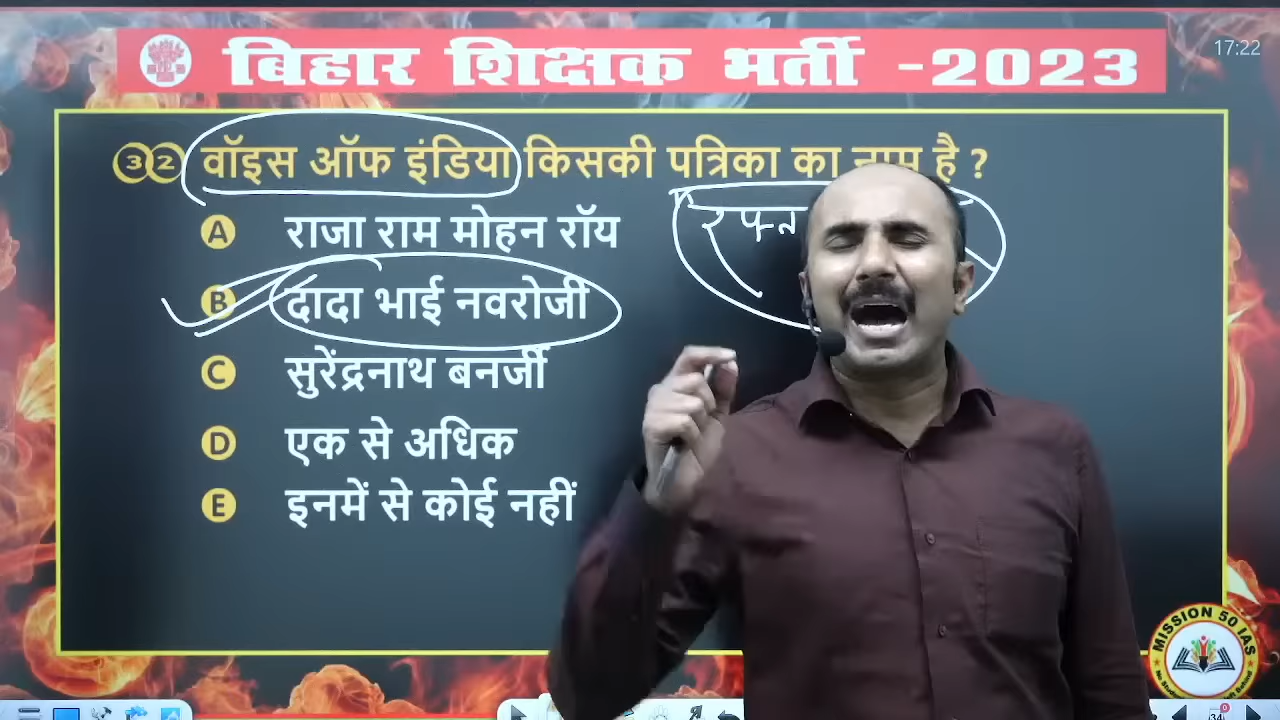 बिहार शिक्षक भर्ती -2023
17:22
32 वॉइस ऑफ इंडिया किसकी पत्रिका का नाम है ?
A राजा राम मोहन रॉय
B दादा भाई नवरोजी
C सुरेंद्रनाथ बनर्जी
D एक से अधिक
E इनमें से कोई नहीं
MISSION 50 IAS
34